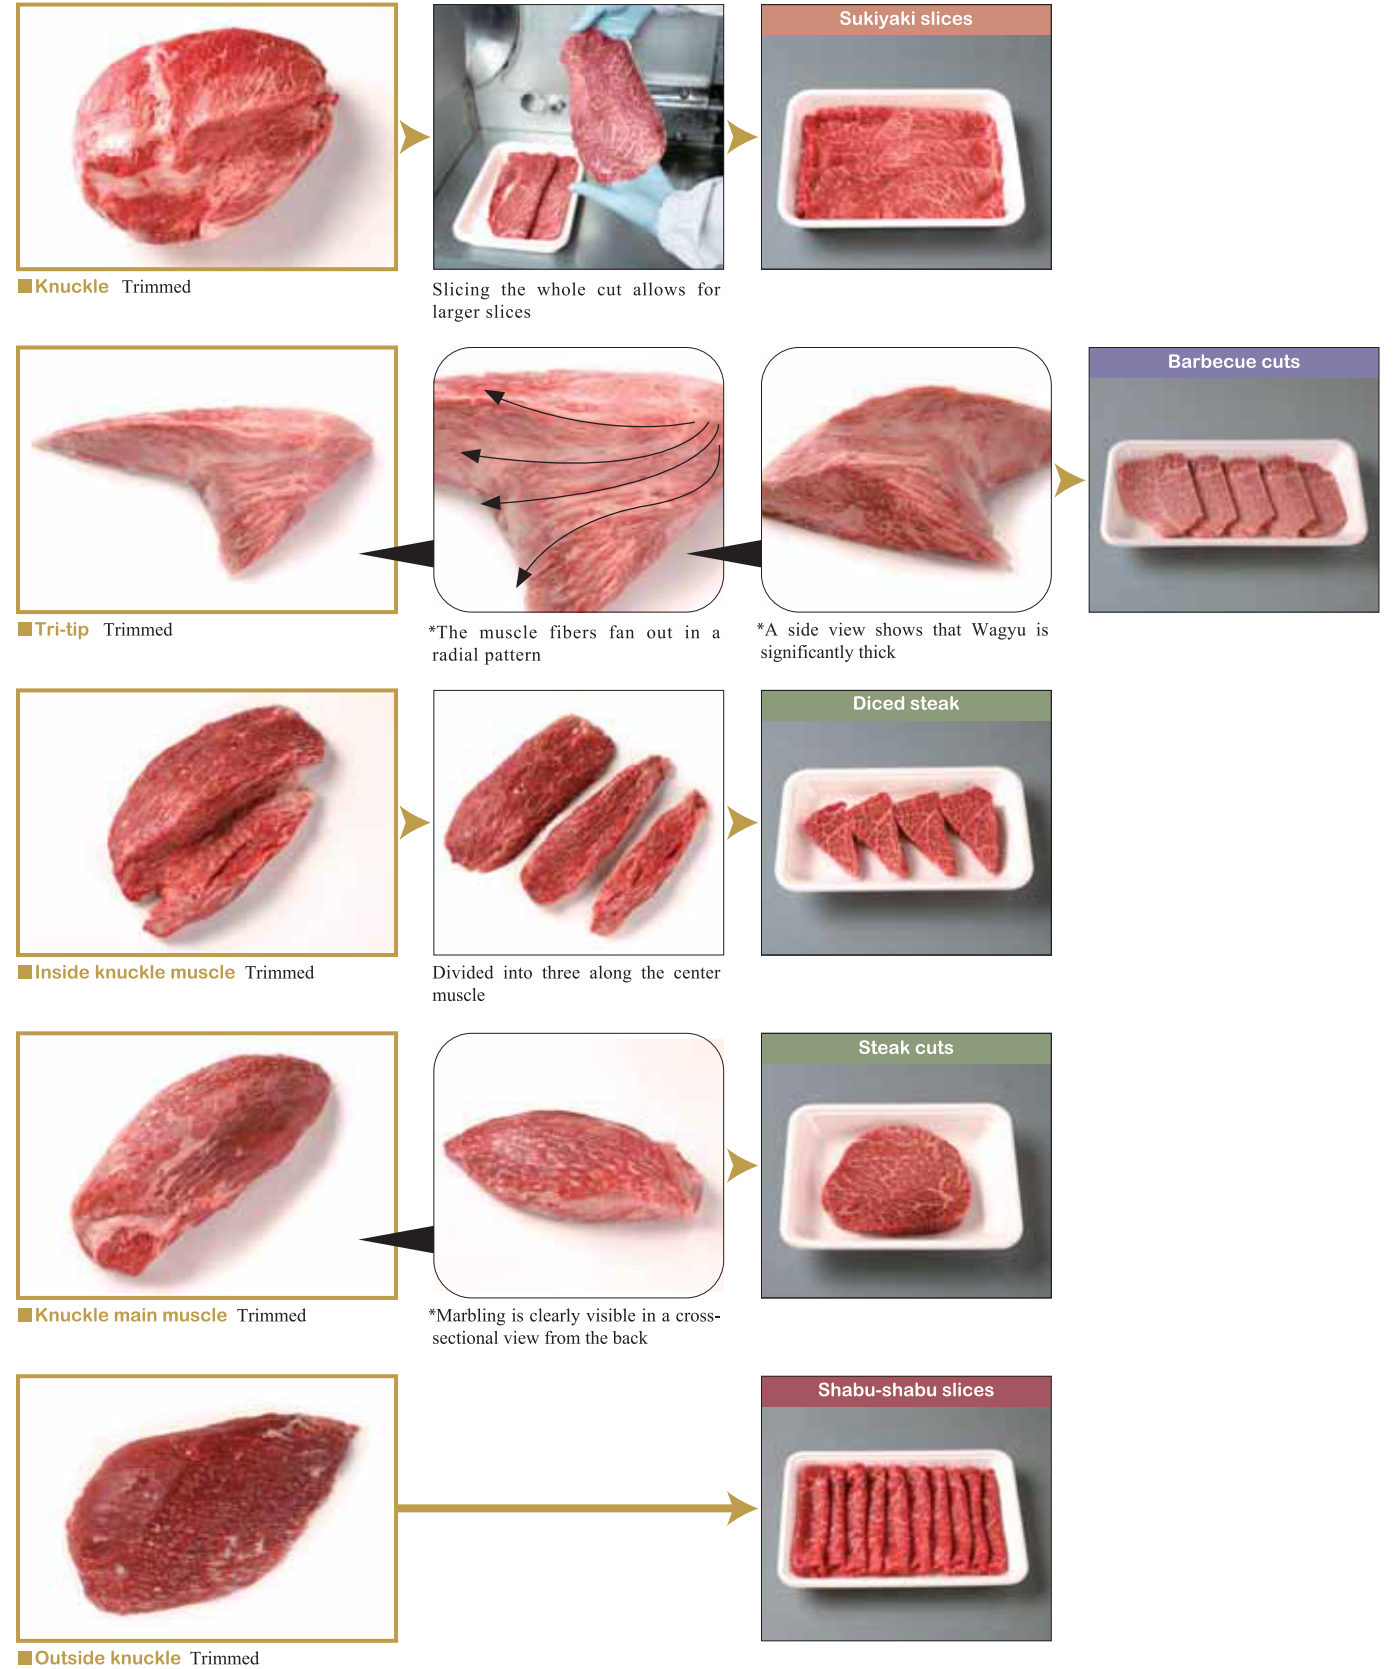 Sukiyaki slices
■Knuckle Trimmed
Slicing the whole cut allows for
larger slices
Barbecue cuts
■Tri-tip Trimmed
*The muscle fibers fan out in a
radial pattern
*A side view shows that Wagyu is
significantly thick
Diced steak
■Inside knuckle muscle Trimmed
Divided into three along the center
muscle
Steak cuts
■Knuckle main muscle Trimmed
*Marbling is clearly visible in a cross-
sectional view from the back
Shabu-shabu slices
■Outside knuckle Trimmed